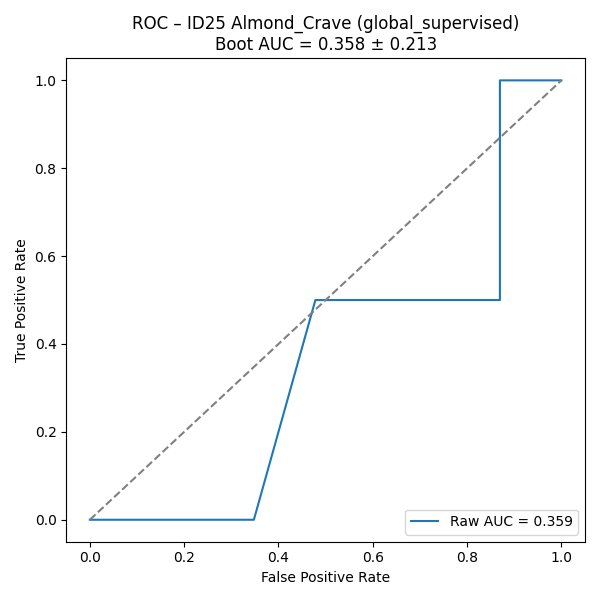 ROC – ID25 Almond_Crave (global_supervised)
Boot AUC = 0.358 ± 0.213
True Positive Rate
1.0
0.8
0.6
0.4
0.2
0.0
Raw AUC = 0.359
0.0 0.2 0.4 0.6 0.8 1.0
False Positive Rate